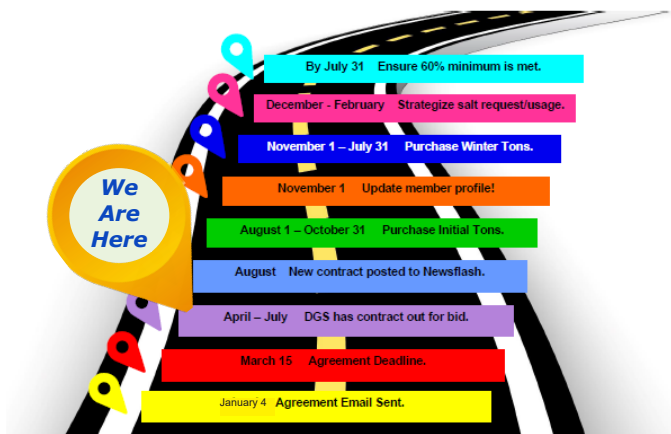 By July 31 Ensure 60% minimum is met.
December - February Strategize salt request/usage.
November 1 – July 31 Purchase Winter Tons.
We
Are
Here
November 1 Update member profile!
August 1 – October 31 Purchase Initial Tons.
August New contract posted to Newsflash.
April – July DGS has contract out for bid.
March 15 Agreement Deadline.
January 4 Agreement Email Sent.